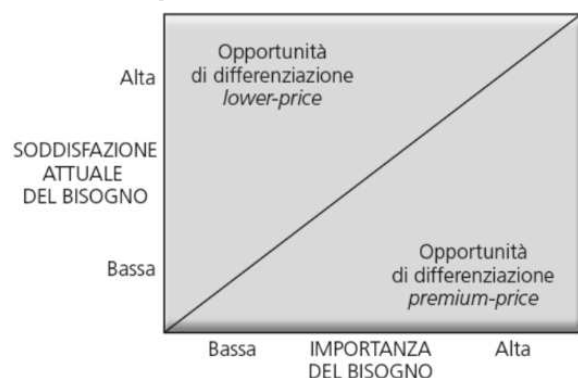 Opportunità
di differenziazione
lower-price
Alta
SODDISFAZIONE
ATTUALE
DEL BISOGNO
Bassa
Opportunità
di differenziazione
premium-price
Bassa
IMPORTANZA
DEL BISOGNO
Alta